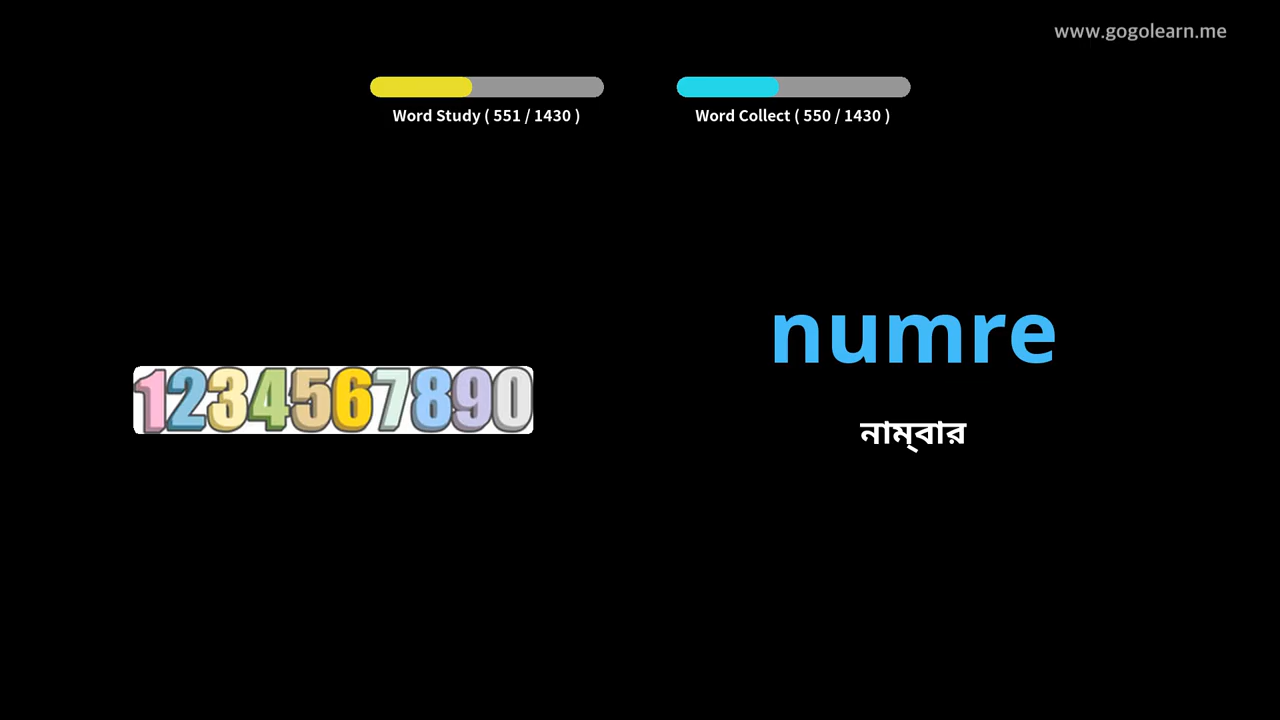 www.gogolearn.me
Word Study ( 551 / 1430 )
Word Collect ( 550 / 1430 )
numre
1234567890
নাম্‌বার